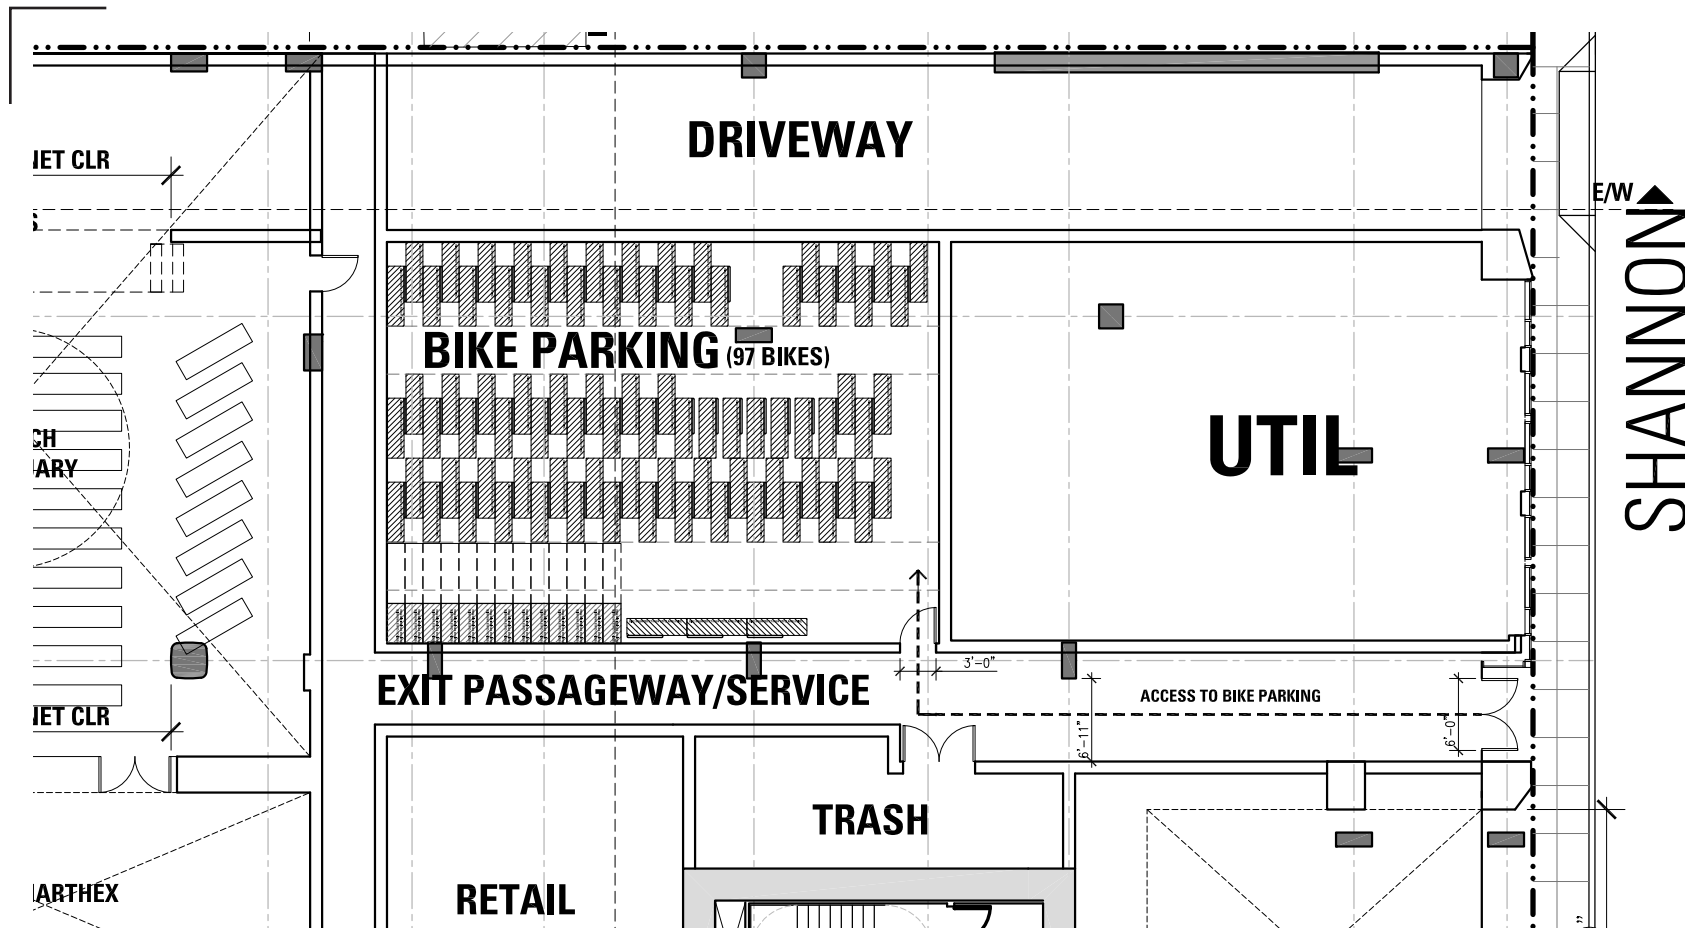 DRIVEWAY
NET CLR
E/W
SHANNON
BIKE PARKING (97 BIKES)
UTIL
3'-0"
EXIT PASSAGEWAY/SERVICE
ACCESS TO BIKE PARKING
6'-11"
6'-0"
NET CLR
TRASH
RETAIL